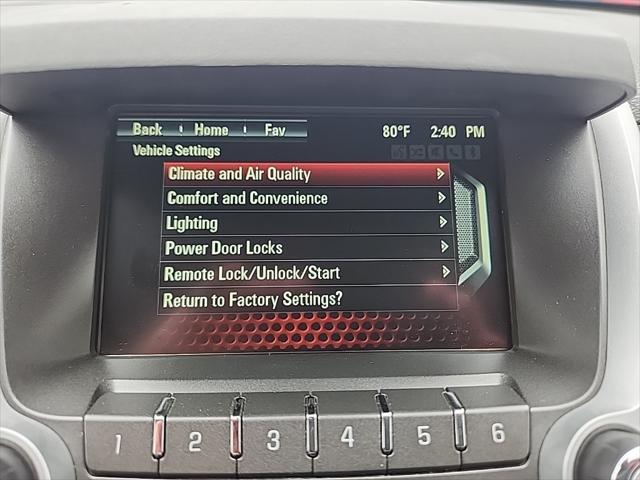 Back Home Fav 80°F 2:40 PM
Vehicle Settings
Climate and Air Quality
Comfort and Convenience
Lighting
Power Door Locks
Remote Lock/Unlock/Start
Return to Factory Settings?
1 2 3 4 5 6